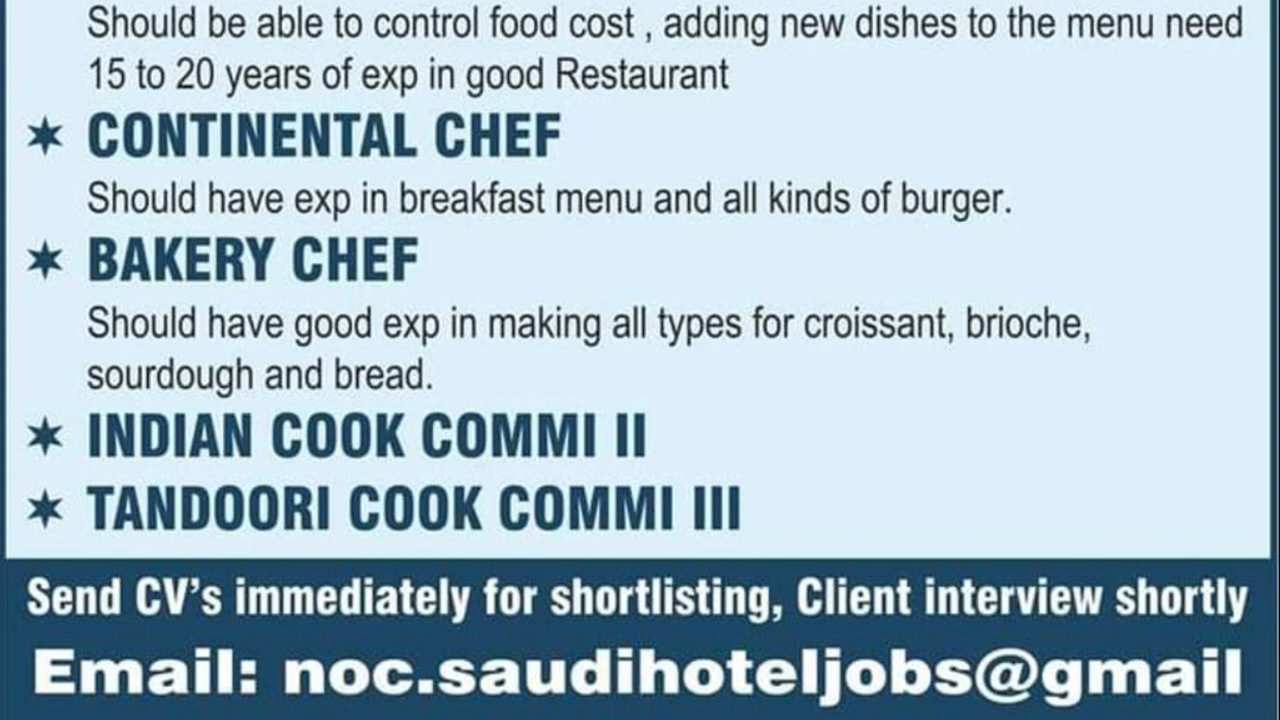 Should be able to control food cost , adding new dishes to the menu need
15 to 20 years of exp in good Restaurant
CONTINENTAL CHEF
Should have exp in breakfast menu and all kinds of burger.
BAKERY CHEF
Should have good exp in making all types for croissant, brioche,
sourdough and bread.
INDIAN COOK COMMI II
TANDOORI COOK COMMI III
Send CV's immediately for shortlisting, Client interview shortly
Email: noc.saudihoteljobs@gmail